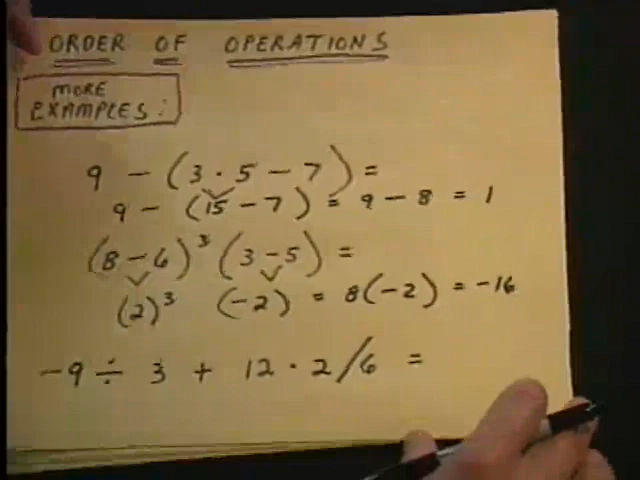 ORDER OF OPERATIONS
MORE
EXAMPLES:
9 - (3 · 5 - 7) =
9 - (15 - 7) = 9 - 8 = 1
(8 - 6)³ (3 - 5) =
(2)³ (-2) = 8(-2) = -16
-9 ÷ 3 + 12 · 2/6 =